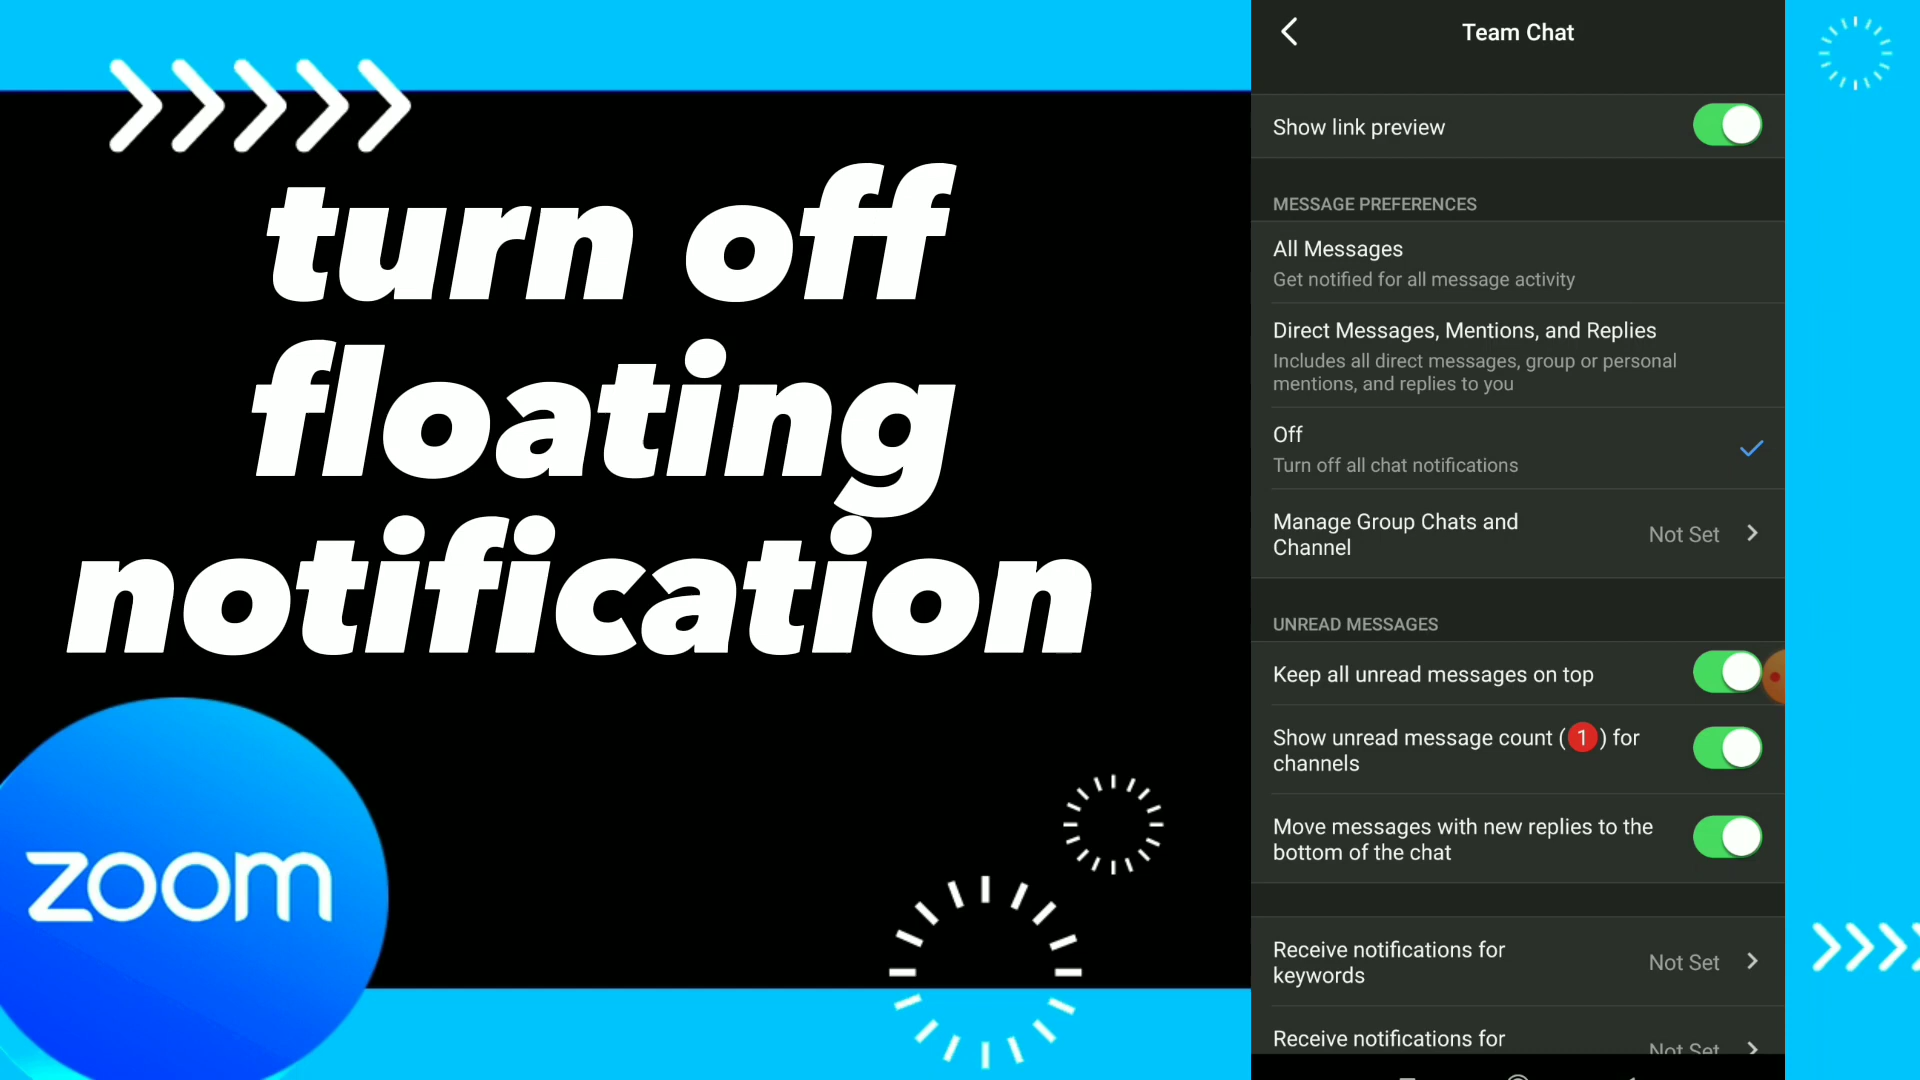 turn off
floating
notification
zoom
Team Chat
Show link preview
MESSAGE PREFERENCES
All Messages
Get notified for all message activity
Direct Messages, Mentions, and Replies
Includes all direct messages, group or personal
mentions, and replies to you
Off
Turn off all chat notifications
Manage Group Chats and
Channel
Not Set
UNREAD MESSAGES
Keep all unread messages on top
Show unread message count (1) for
channels
Move messages with new replies to the
bottom of the chat
Receive notifications for
keywords
Not Set
Receive notifications for
Not Set